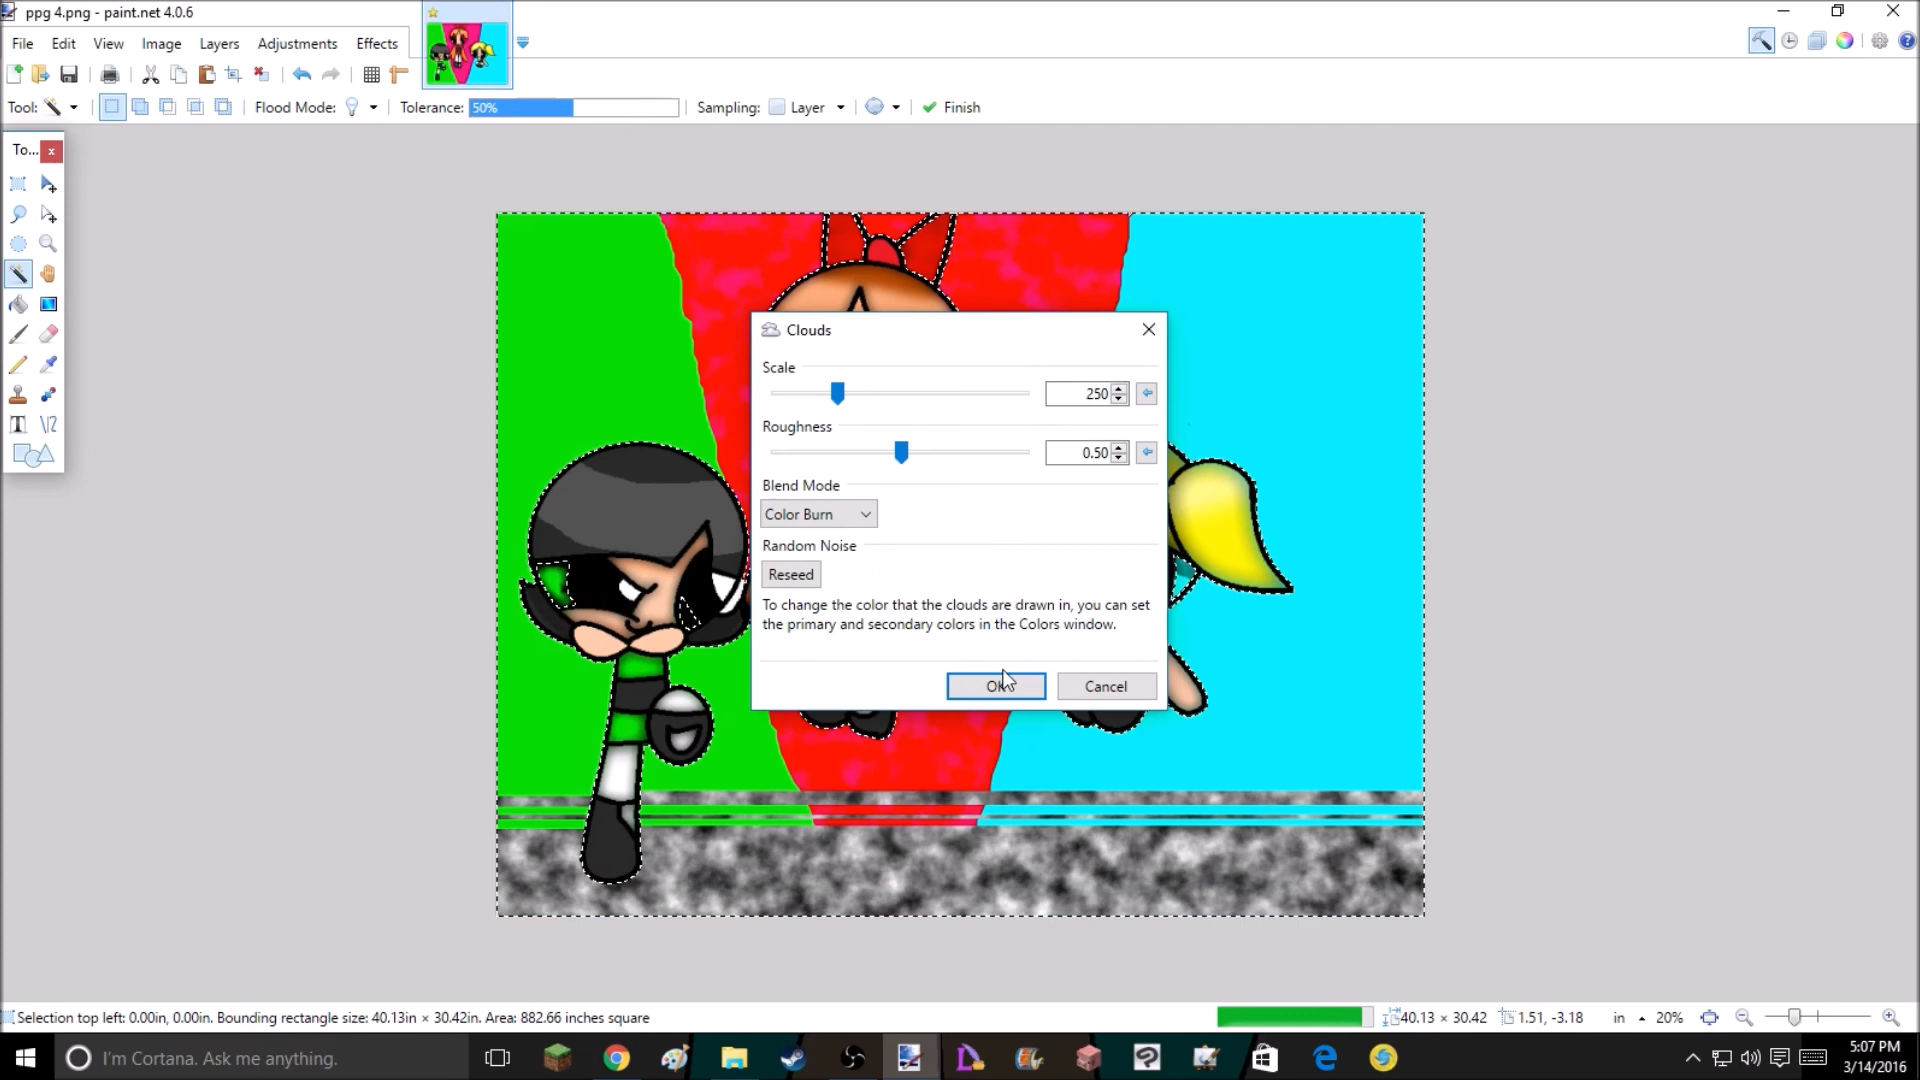 ppg 4.png - paint.net 4.0.6
File Edit View Image Layers Adjustments Effects
Tool: Flood Mode: Tolerance: 50% Sampling: Layer Finish
To...
Clouds
Scale
250
Roughness
0.50
Blend Mode
Color Burn
Random Noise
Reseed
To change the color that the clouds are drawn in, you can set
the primary and secondary colors in the Colors window.
OK Cancel
Selection top left: 0.00in, 0.00in. Bounding rectangle size: 40.13in × 30.42in. Area: 882.66 inches square
40.13 × 30.42 1.51, -3.18 in 20%
I'm Cortana. Ask me anything.
5:07 PM
3/14/2016